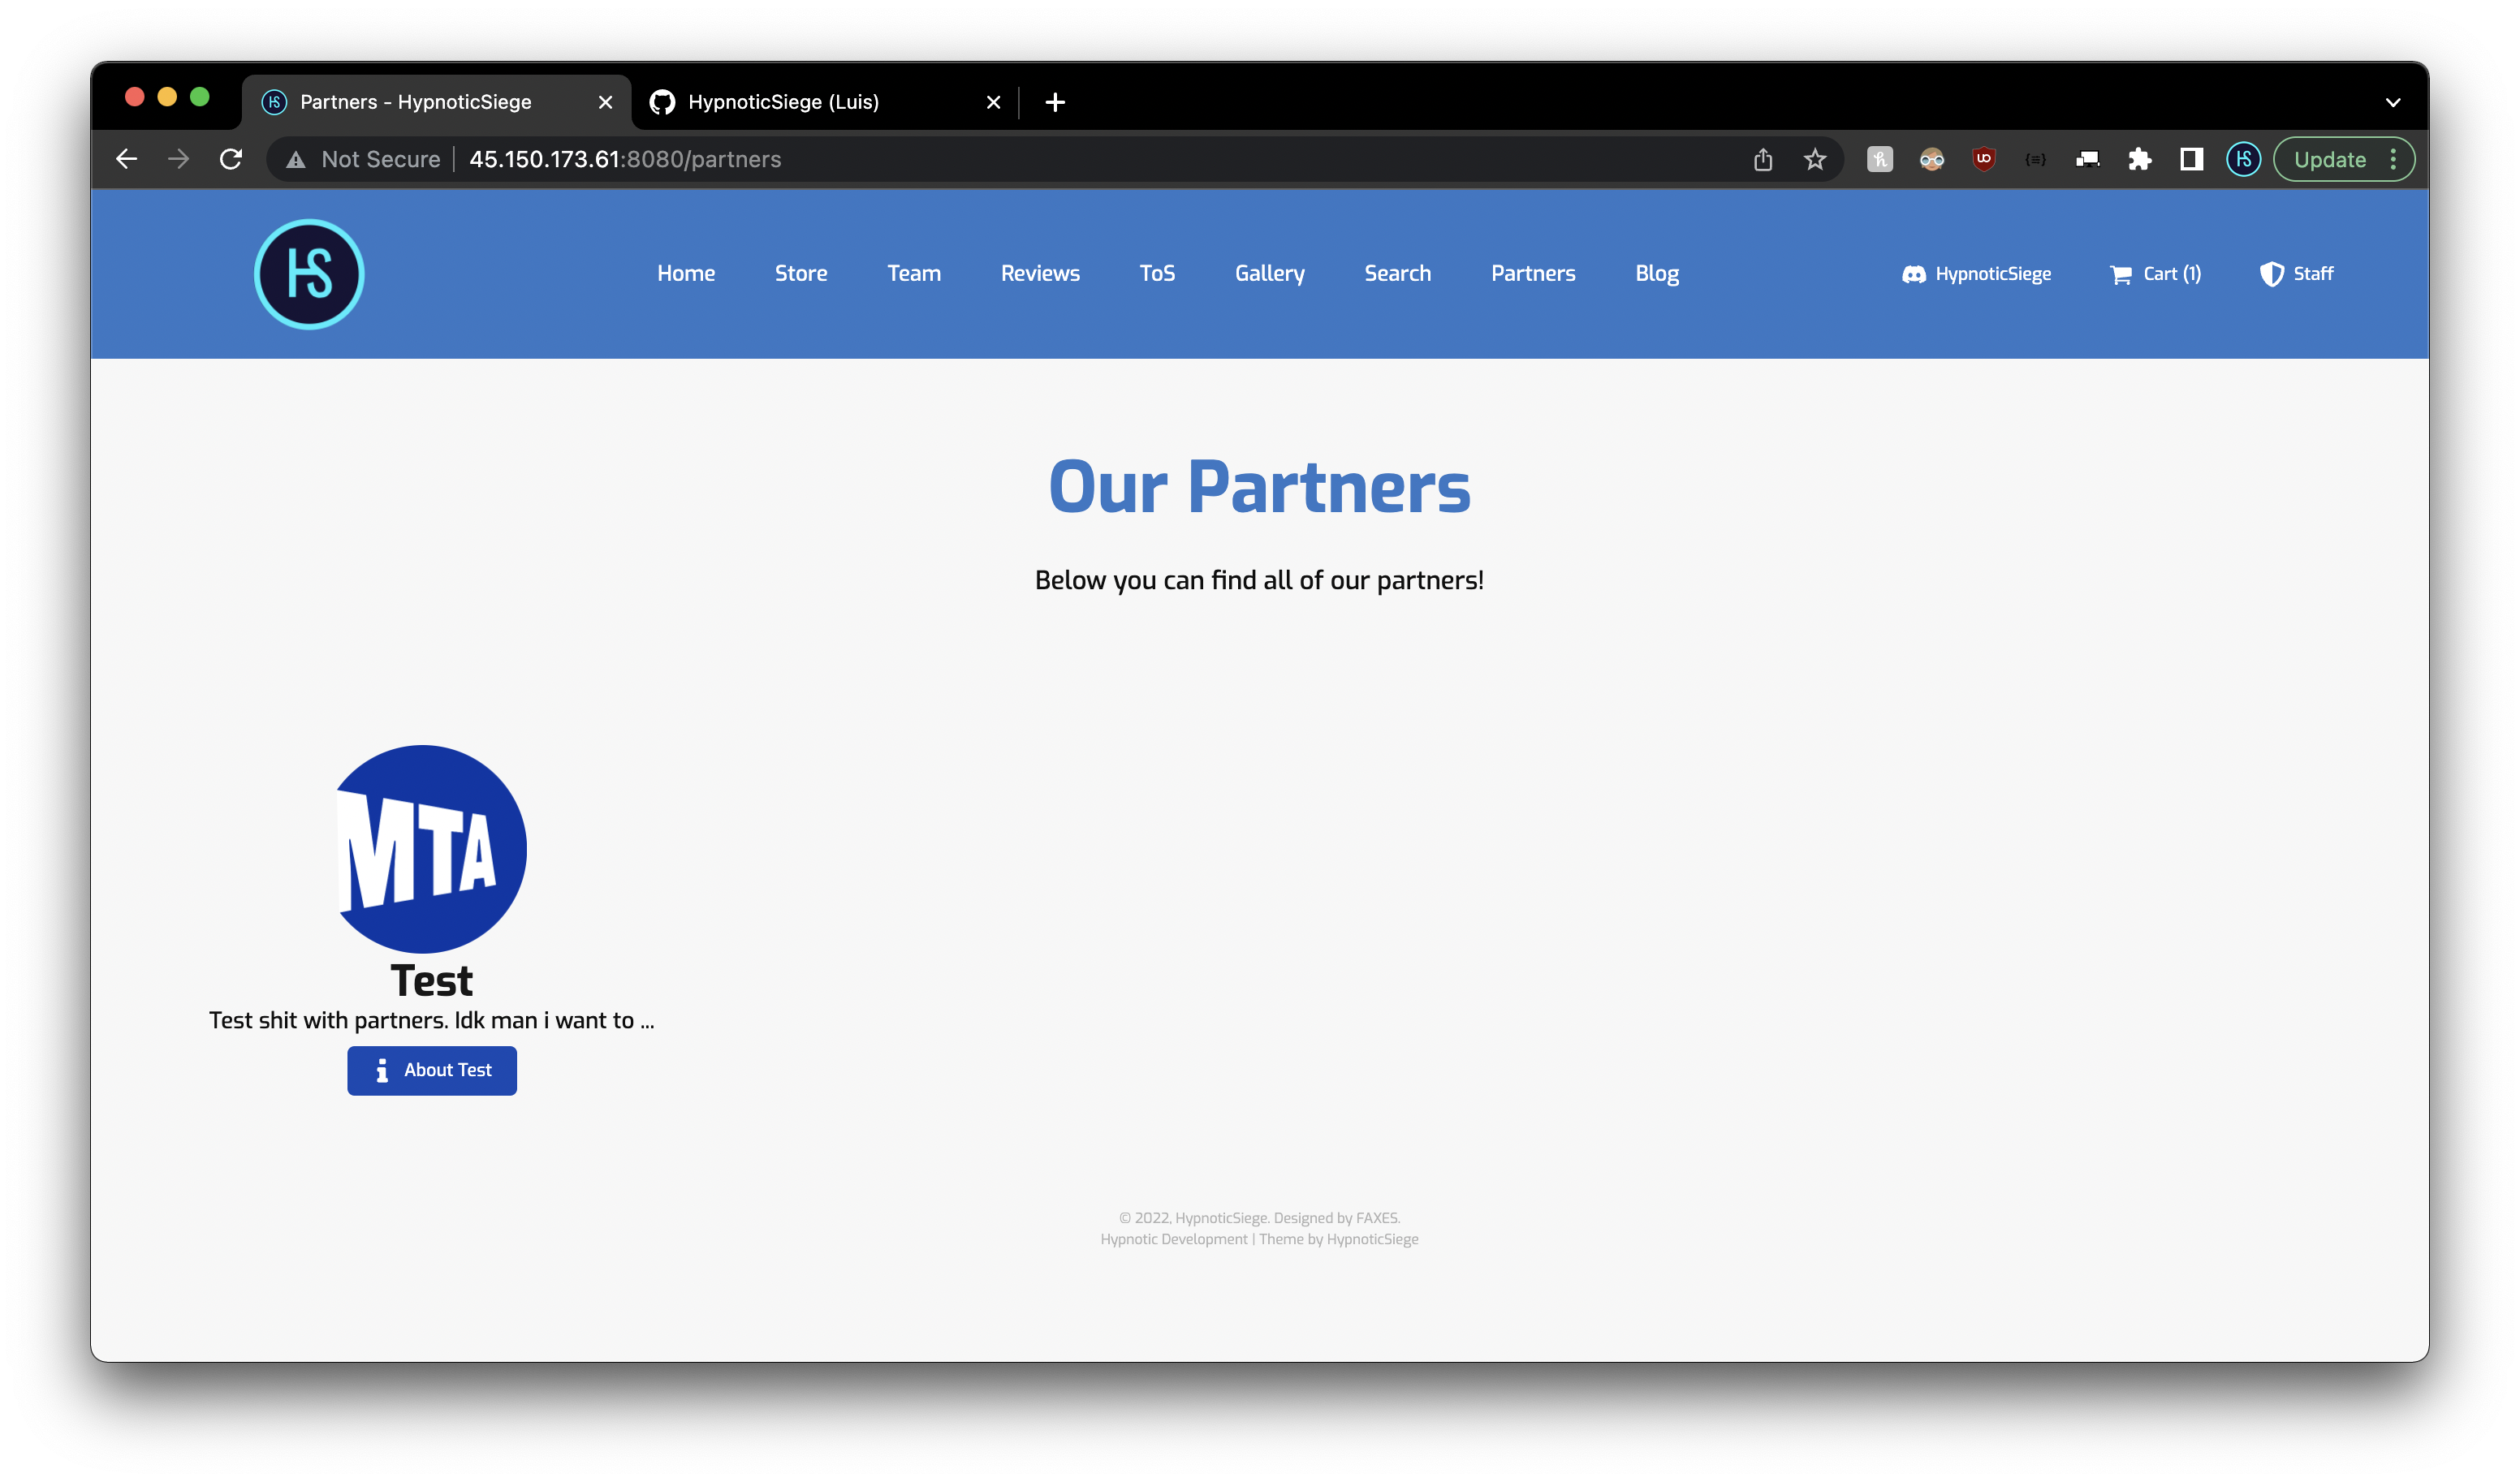 Partners - HypnoticSiege
HypnoticSiege (Luis)
Not Secure
45.150.173.61:8080/partners
Update
HS
Home Store Team Reviews ToS Gallery Search Partners Blog HypnoticSiege Cart (1) Staff
Our Partners
Below you can find all of our partners!
MTA
Test
Test shit with partners. Idk man i want to ...
About Test
© 2022, HypnoticSiege. Designed by FAXES.
Hypnotic Development | Theme by HypnoticSiege